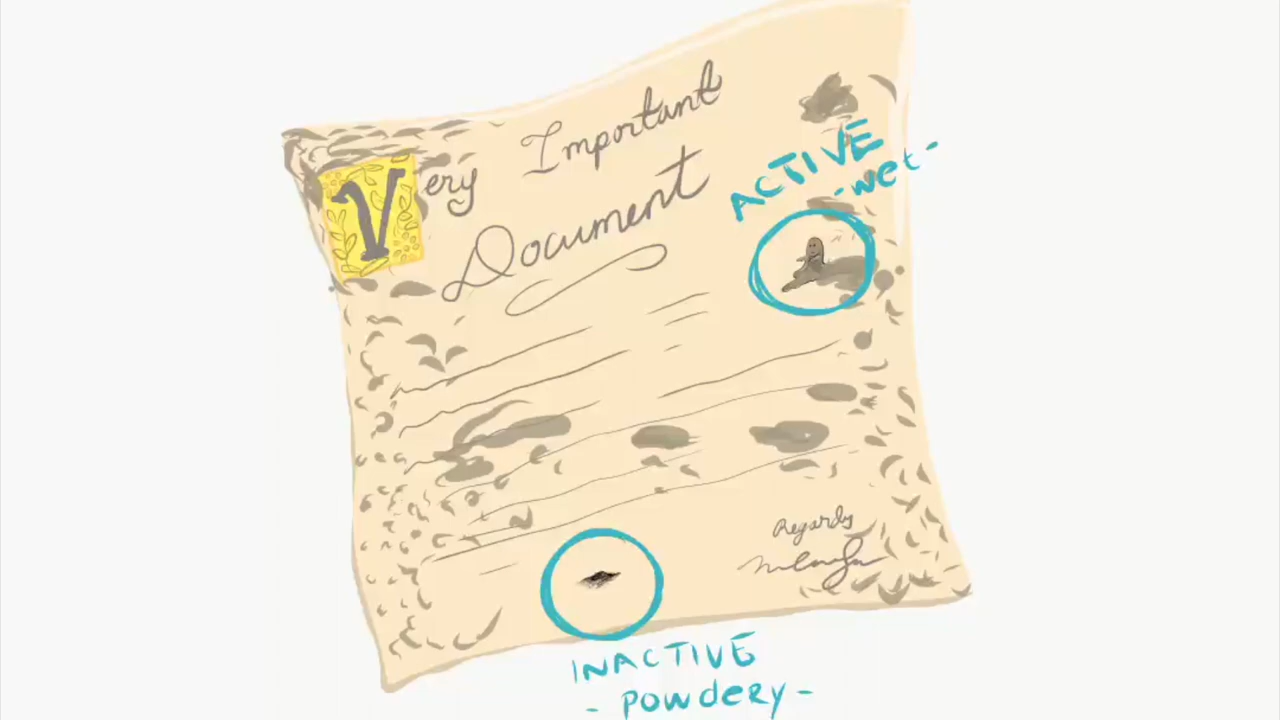 Very Important
Document
ACTIVE
-wet-
Regards
INACTIVE
- Powdery -